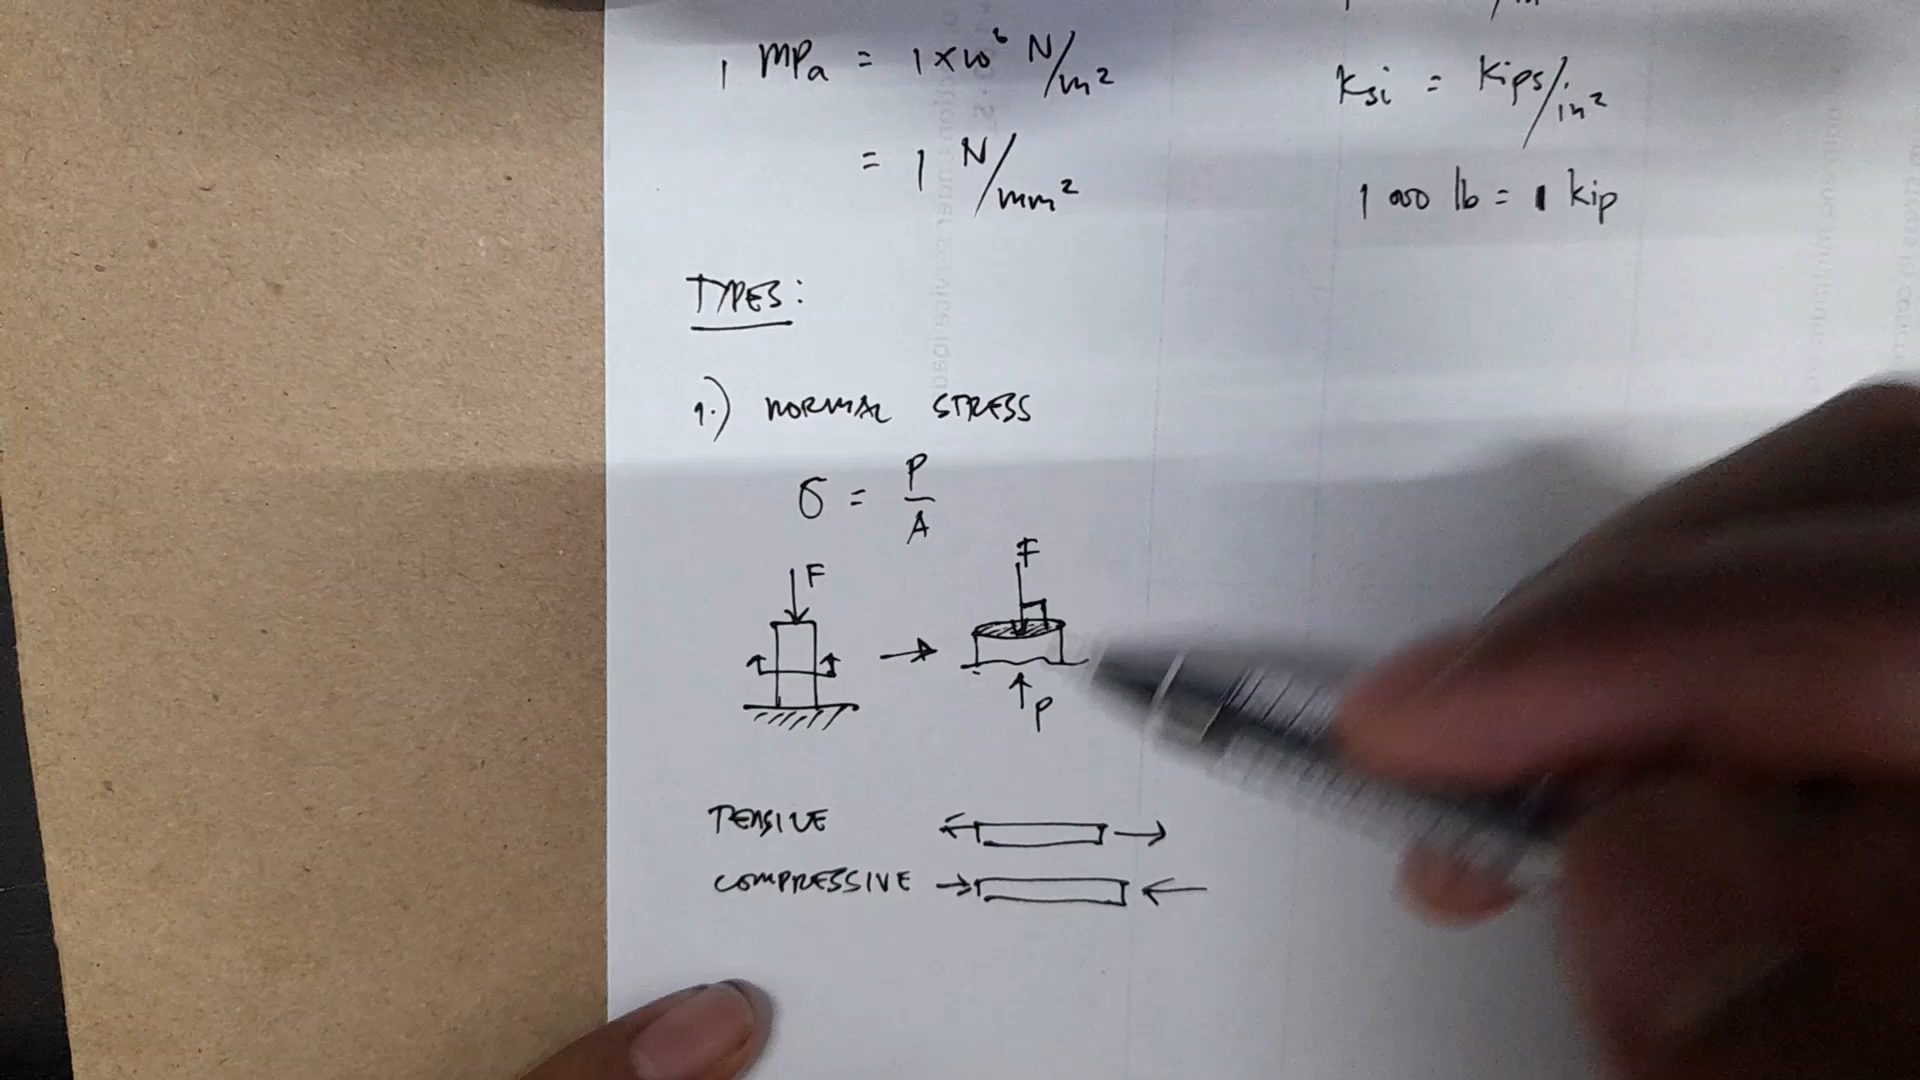 1 MPa = 1×10⁶ N/m²
= 1 N/mm²
ksi = kips/in²
1 000 lb = 1 kip
TYPES:
1.) NORMAL STRESS
σ = P/A
F
F
P
TENSIVE
COMPRESSIVE